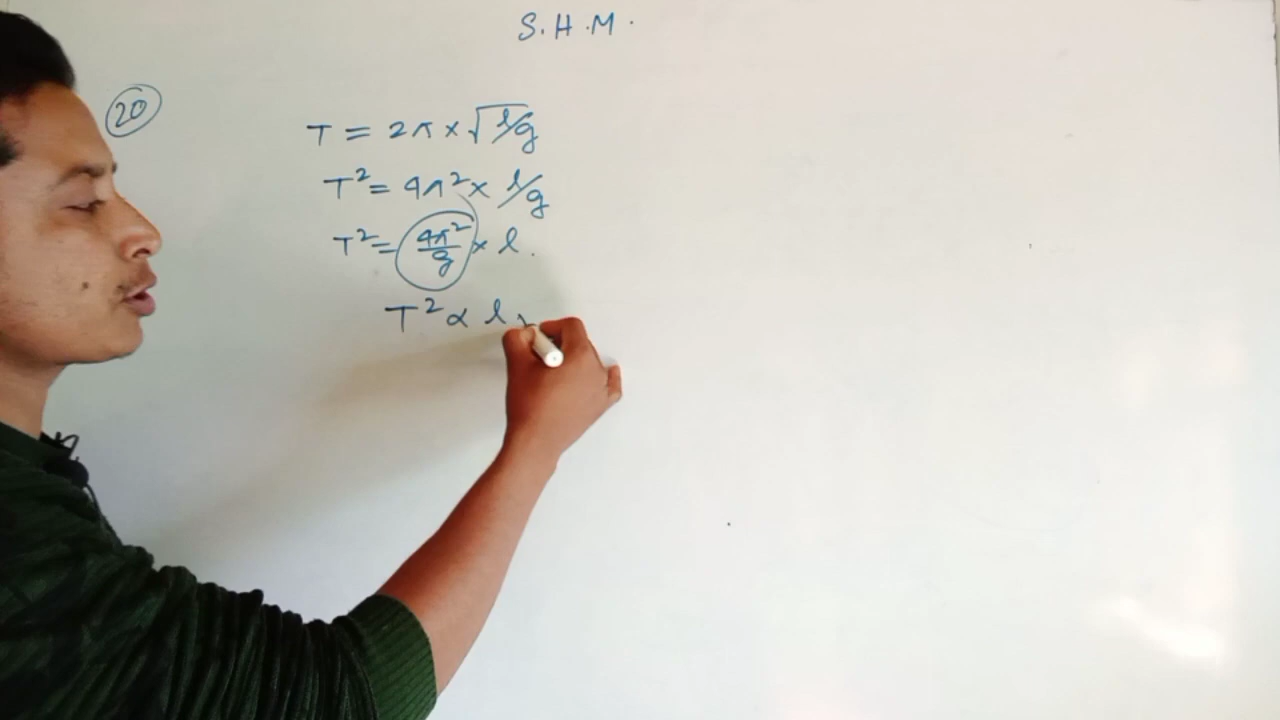 S.H.M.
20
T = 2π × √l/g
T² = 4π² × l/g
T² = 4π²/g × l.
T² ∝ l